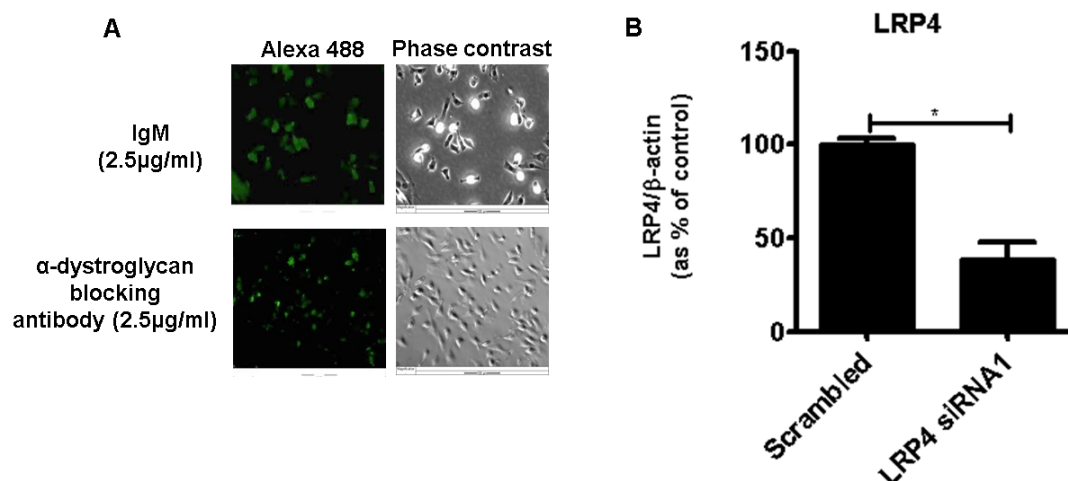 A
Alexa 488
Phase contrast
IgM
(2.5µg/ml)
α-dystroglycan
blocking
antibody (2.5µg/ml)
B
LRP4
LRP4/β-actin
(as % of control)
150
100
50
0
*
Scrambled
LRP4 siRNA1